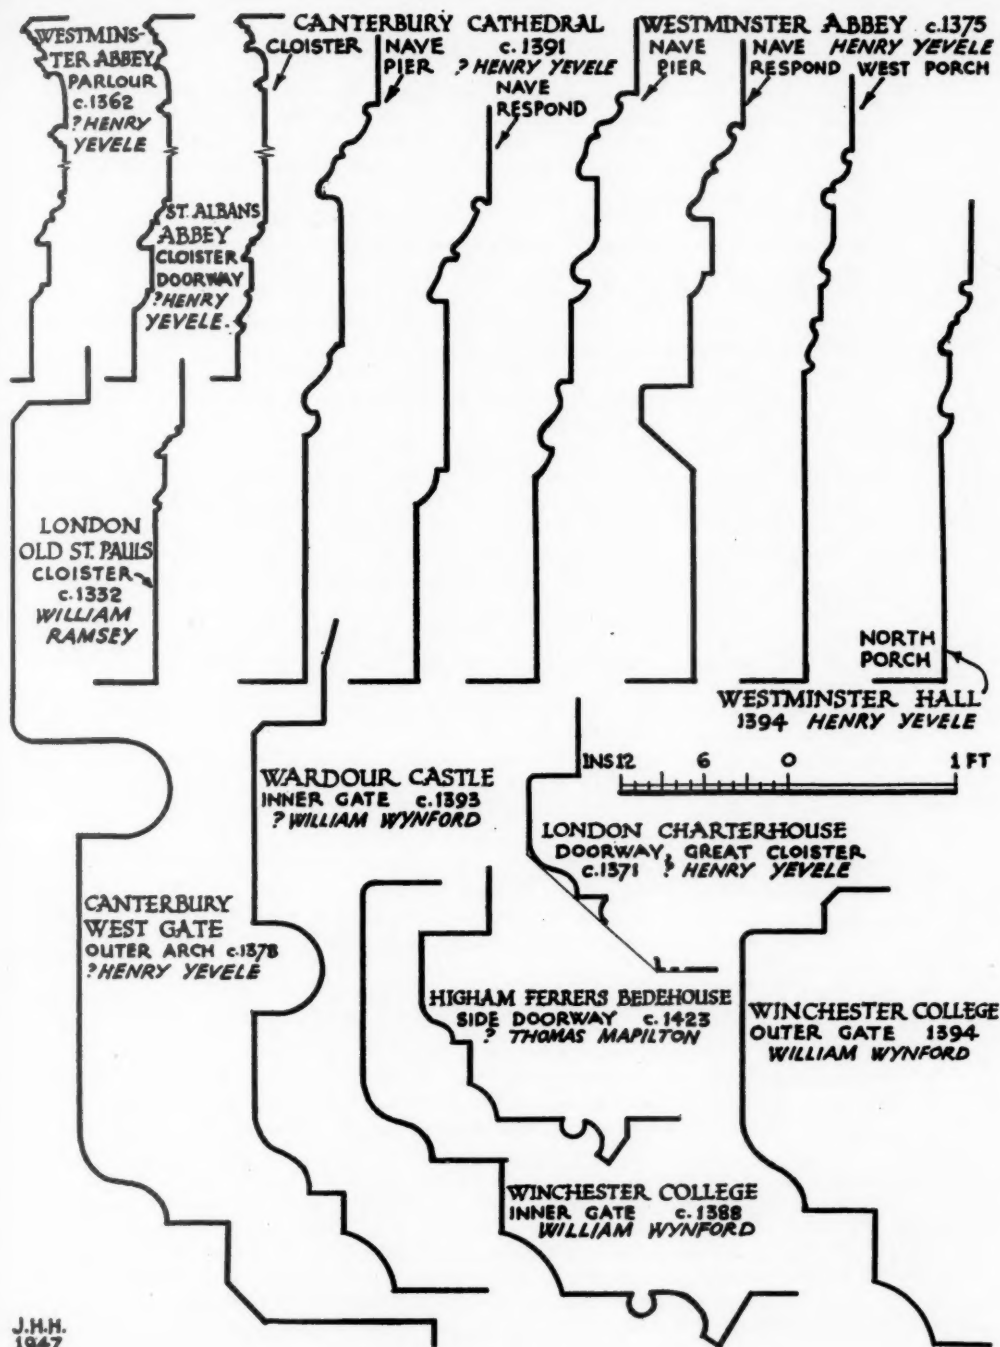 WESTMINS-
TER ABBEY
PARLOUR
c.1362
? HENRY
YEVELE
CANTERBURY CATHEDRAL
c.1391
? HENRY YEVELE
CLOISTER
NAVE
PIER
NAVE
RESPOND
WESTMINSTER ABBEY c.1375
HENRY YEVELE
NAVE
PIER
NAVE
RESPOND
WEST PORCH
ST. ALBANS
ABBEY
CLOISTER
DOORWAY
? HENRY
YEVELE.
LONDON
OLD ST. PAULS
CLOISTER
c.1332
WILLIAM
RAMSEY
NORTH
PORCH
WESTMINSTER HALL
1394 HENRY YEVELE
INS 12 6 0 1 FT
WARDOUR CASTLE
INNER GATE c.1393
? WILLIAM WYNFORD
LONDON CHARTERHOUSE
DOORWAY, GREAT CLOISTER
c.1371 ? HENRY YEVELE
CANTERBURY
WEST GATE
OUTER ARCH c.1378
? HENRY YEVELE
HIGHAM FERRERS BEDEHOUSE
SIDE DOORWAY c.1423
? THOMAS MAPILTON
WINCHESTER COLLEGE
OUTER GATE 1394
WILLIAM WYNFORD
WINCHESTER COLLEGE
INNER GATE c.1388
WILLIAM WYNFORD
J.H.H.
1947